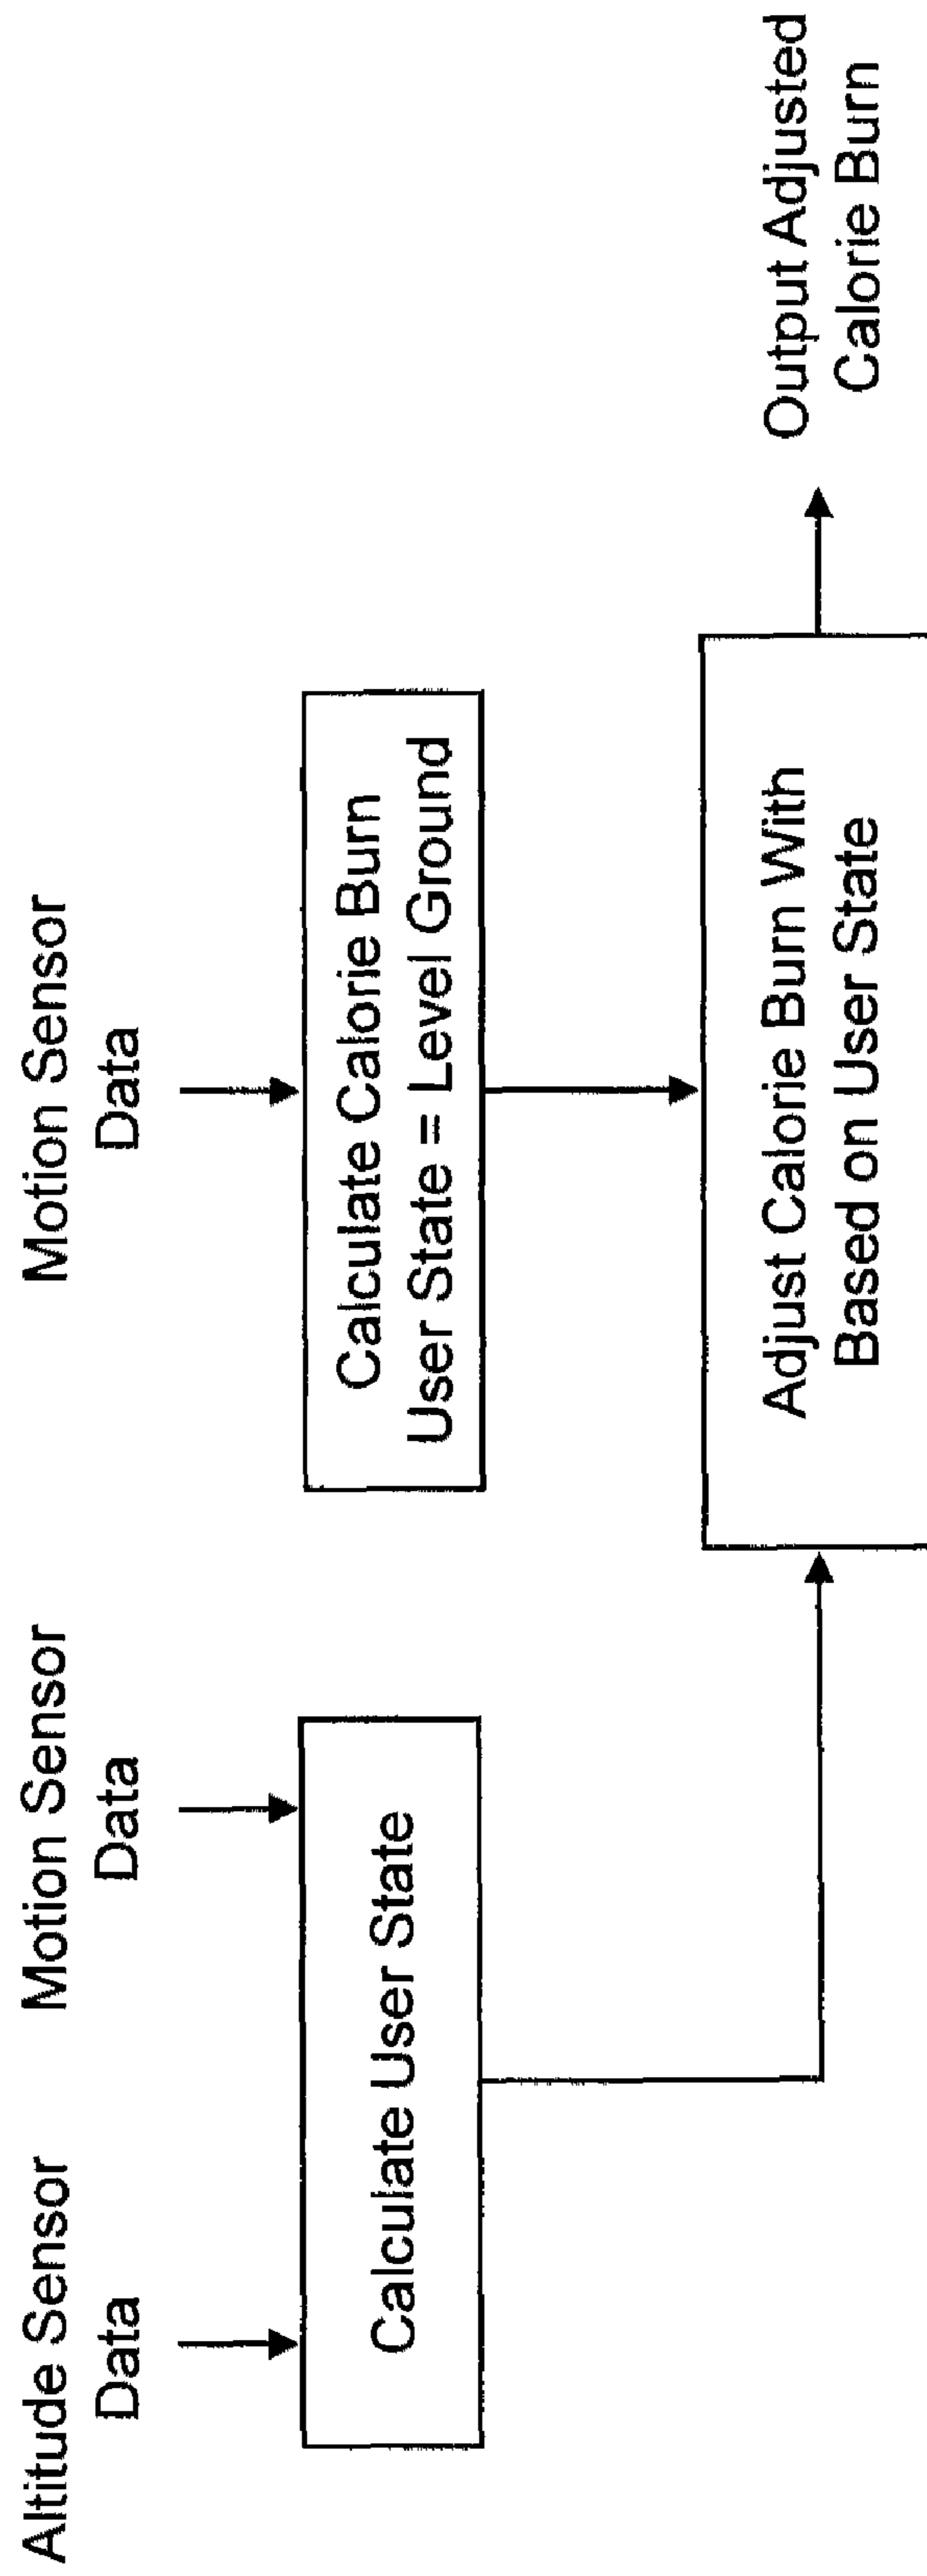 Altitude Sensor
Data
Motion Sensor
Data
Motion Sensor
Data
Calculate User State
Calculate Calorie Burn
User State = Level Ground
Adjust Calorie Burn With
Based on User State
Output Adjusted
Calorie Burn